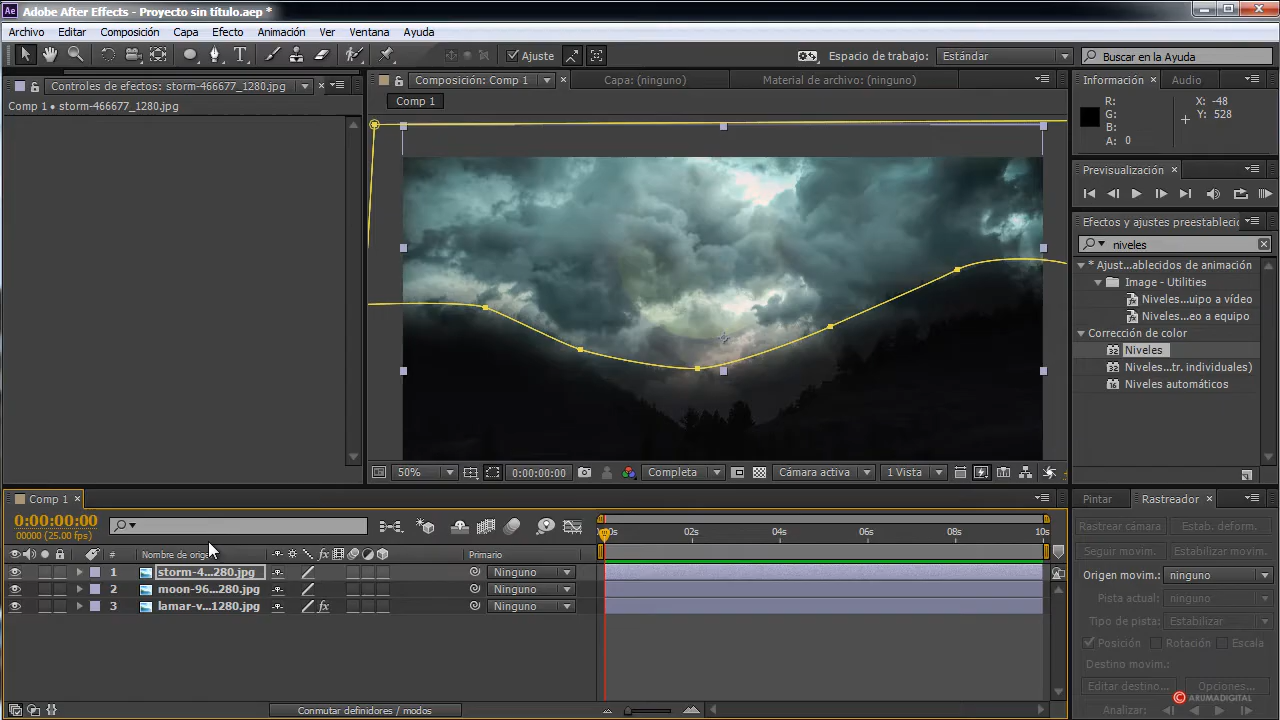 Adobe After Effects - Proyecto sin título.aep *
Archivo Editar Composición Capa Efecto Animación Ver Ventana Ayuda
Ajuste
Espacio de trabajo: Estándar
Buscar en la Ayuda
Controles de efectos: storm-466677_1280.jpg
Comp 1 • storm-466677_1280.jpg
Composición: Comp 1
Capa: (ninguno)
Material de archivo: (ninguno)
Comp 1
Información
Audio
R:
G:
B:
A: 0
X: -48
Y: 528
Previsualización
Efectos y ajustes preestableci
niveles
* Ajust...ablecidos de animación
Image - Utilities
Niveles...uipo a vídeo
Niveles...eo a equipo
Corrección de color
Niveles
Niveles...tr. individuales)
Niveles automáticos
50%
0:00:00:00
Completa
Cámara activa
1 Vista
Comp 1
0:00:00:00
00000 (25.00 fps)
# Nombre de orige
fx
Primario
:00s 02s 04s 06s 08s 10s
1 storm-4...280.jpg Ninguno
2 moon-96...280.jpg Ninguno
3 lamar-v...1280.jpg fx Ninguno
Conmutar definidores / modos
Pintar
Rastreador
Rastrear cámara
Estab. deform.
Seguir movim.
Estabilizar movim.
Origen movim.: ninguno
Pista actual: ninguno
Tipo de pista: Estabilizar
Posición Rotación Escala
Destino movim.:
Editar destino...
Opciones...
Analizar:
© ARUMADIGITAL